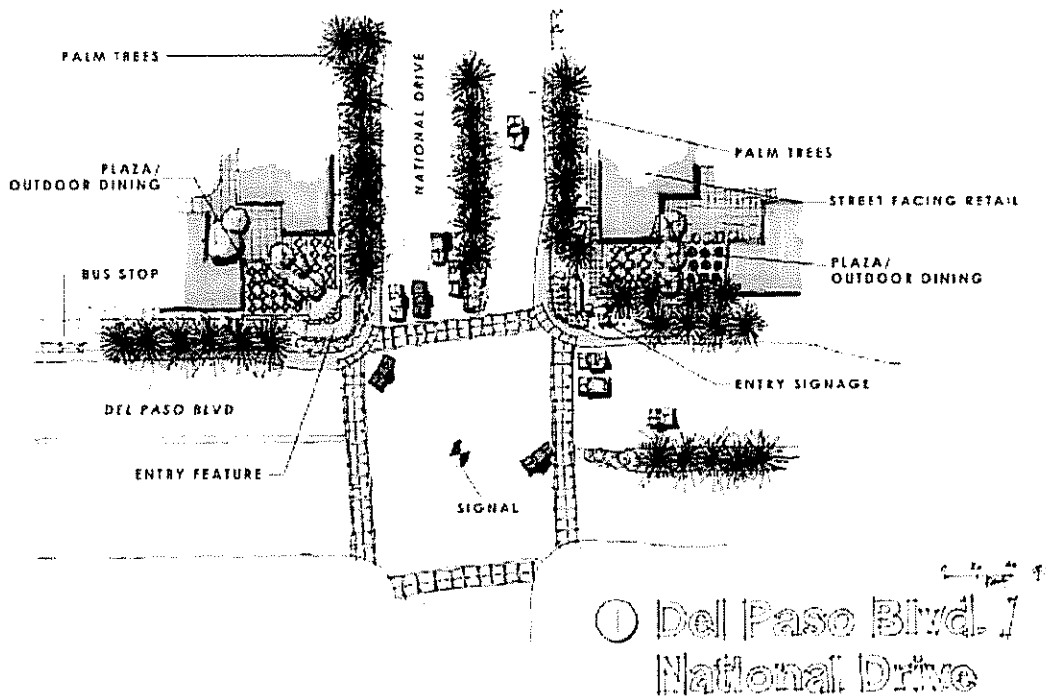 PALM TREES
NATIONAL DRIVE
PALM TREES
PLAZA/
OUTDOOR DINING
STREET FACING RETAIL
BUS STOP
PLAZA/
OUTDOOR DINING
ENTRY SIGNAGE
DEL PASO BLVD
ENTRY FEATURE
SIGNAL
1 Del Paso Blvd. /
National Drive